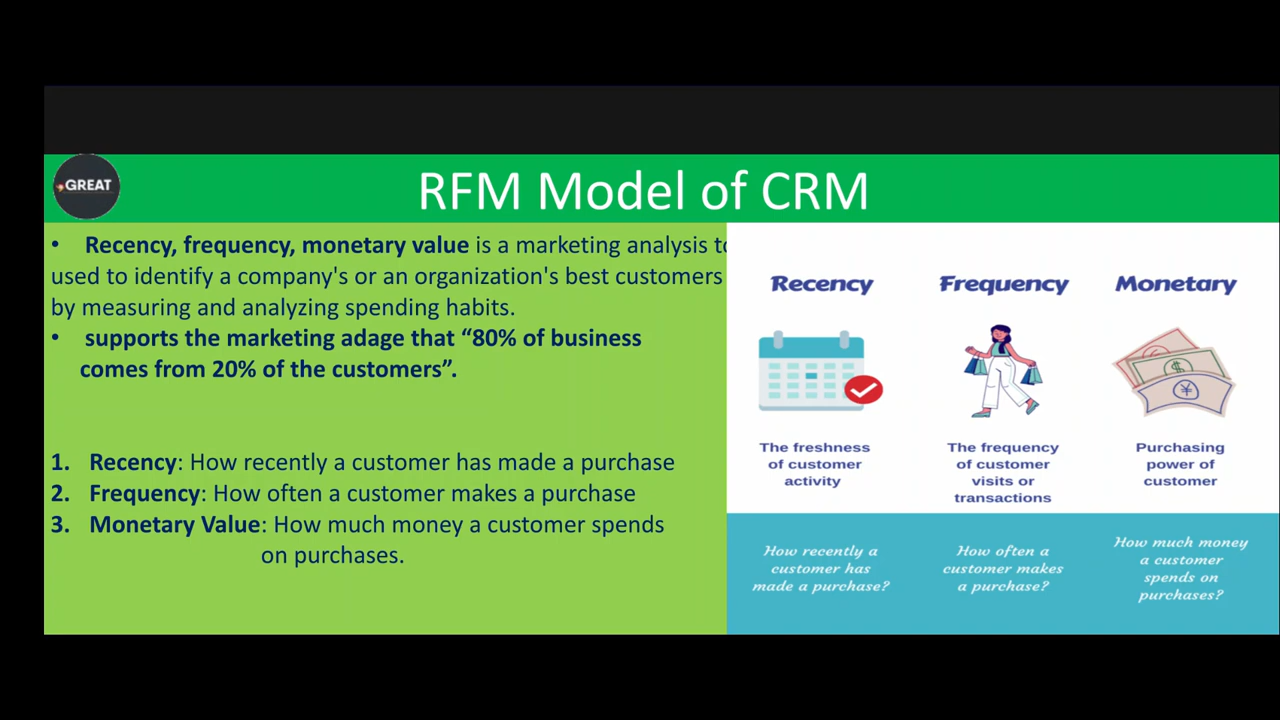 GREAT
RFM Model of CRM
• Recency, frequency, monetary value is a marketing analysis
used to identify a company's or an organization's best customers
by measuring and analyzing spending habits.
• supports the marketing adage that “80% of business
comes from 20% of the customers”.
1. Recency: How recently a customer has made a purchase
2. Frequency: How often a customer makes a purchase
3. Monetary Value: How much money a customer spends
on purchases.
Recency
The freshness
of customer
activity
How recently a
customer has
made a purchase?
Frequency
The frequency
of customer
visits or
transactions
How often a
customer makes
a purchase?
Monetary
$
¥
Purchasing
power of
customer
How much money
a customer
spends on
purchases?